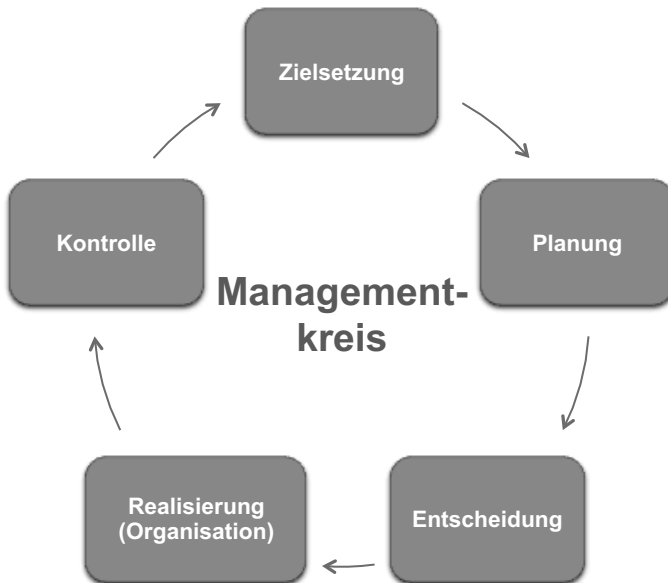 Zielsetzung
Planung
Entscheidung
Realisierung
(Organisation)
Kontrolle
Management-
kreis